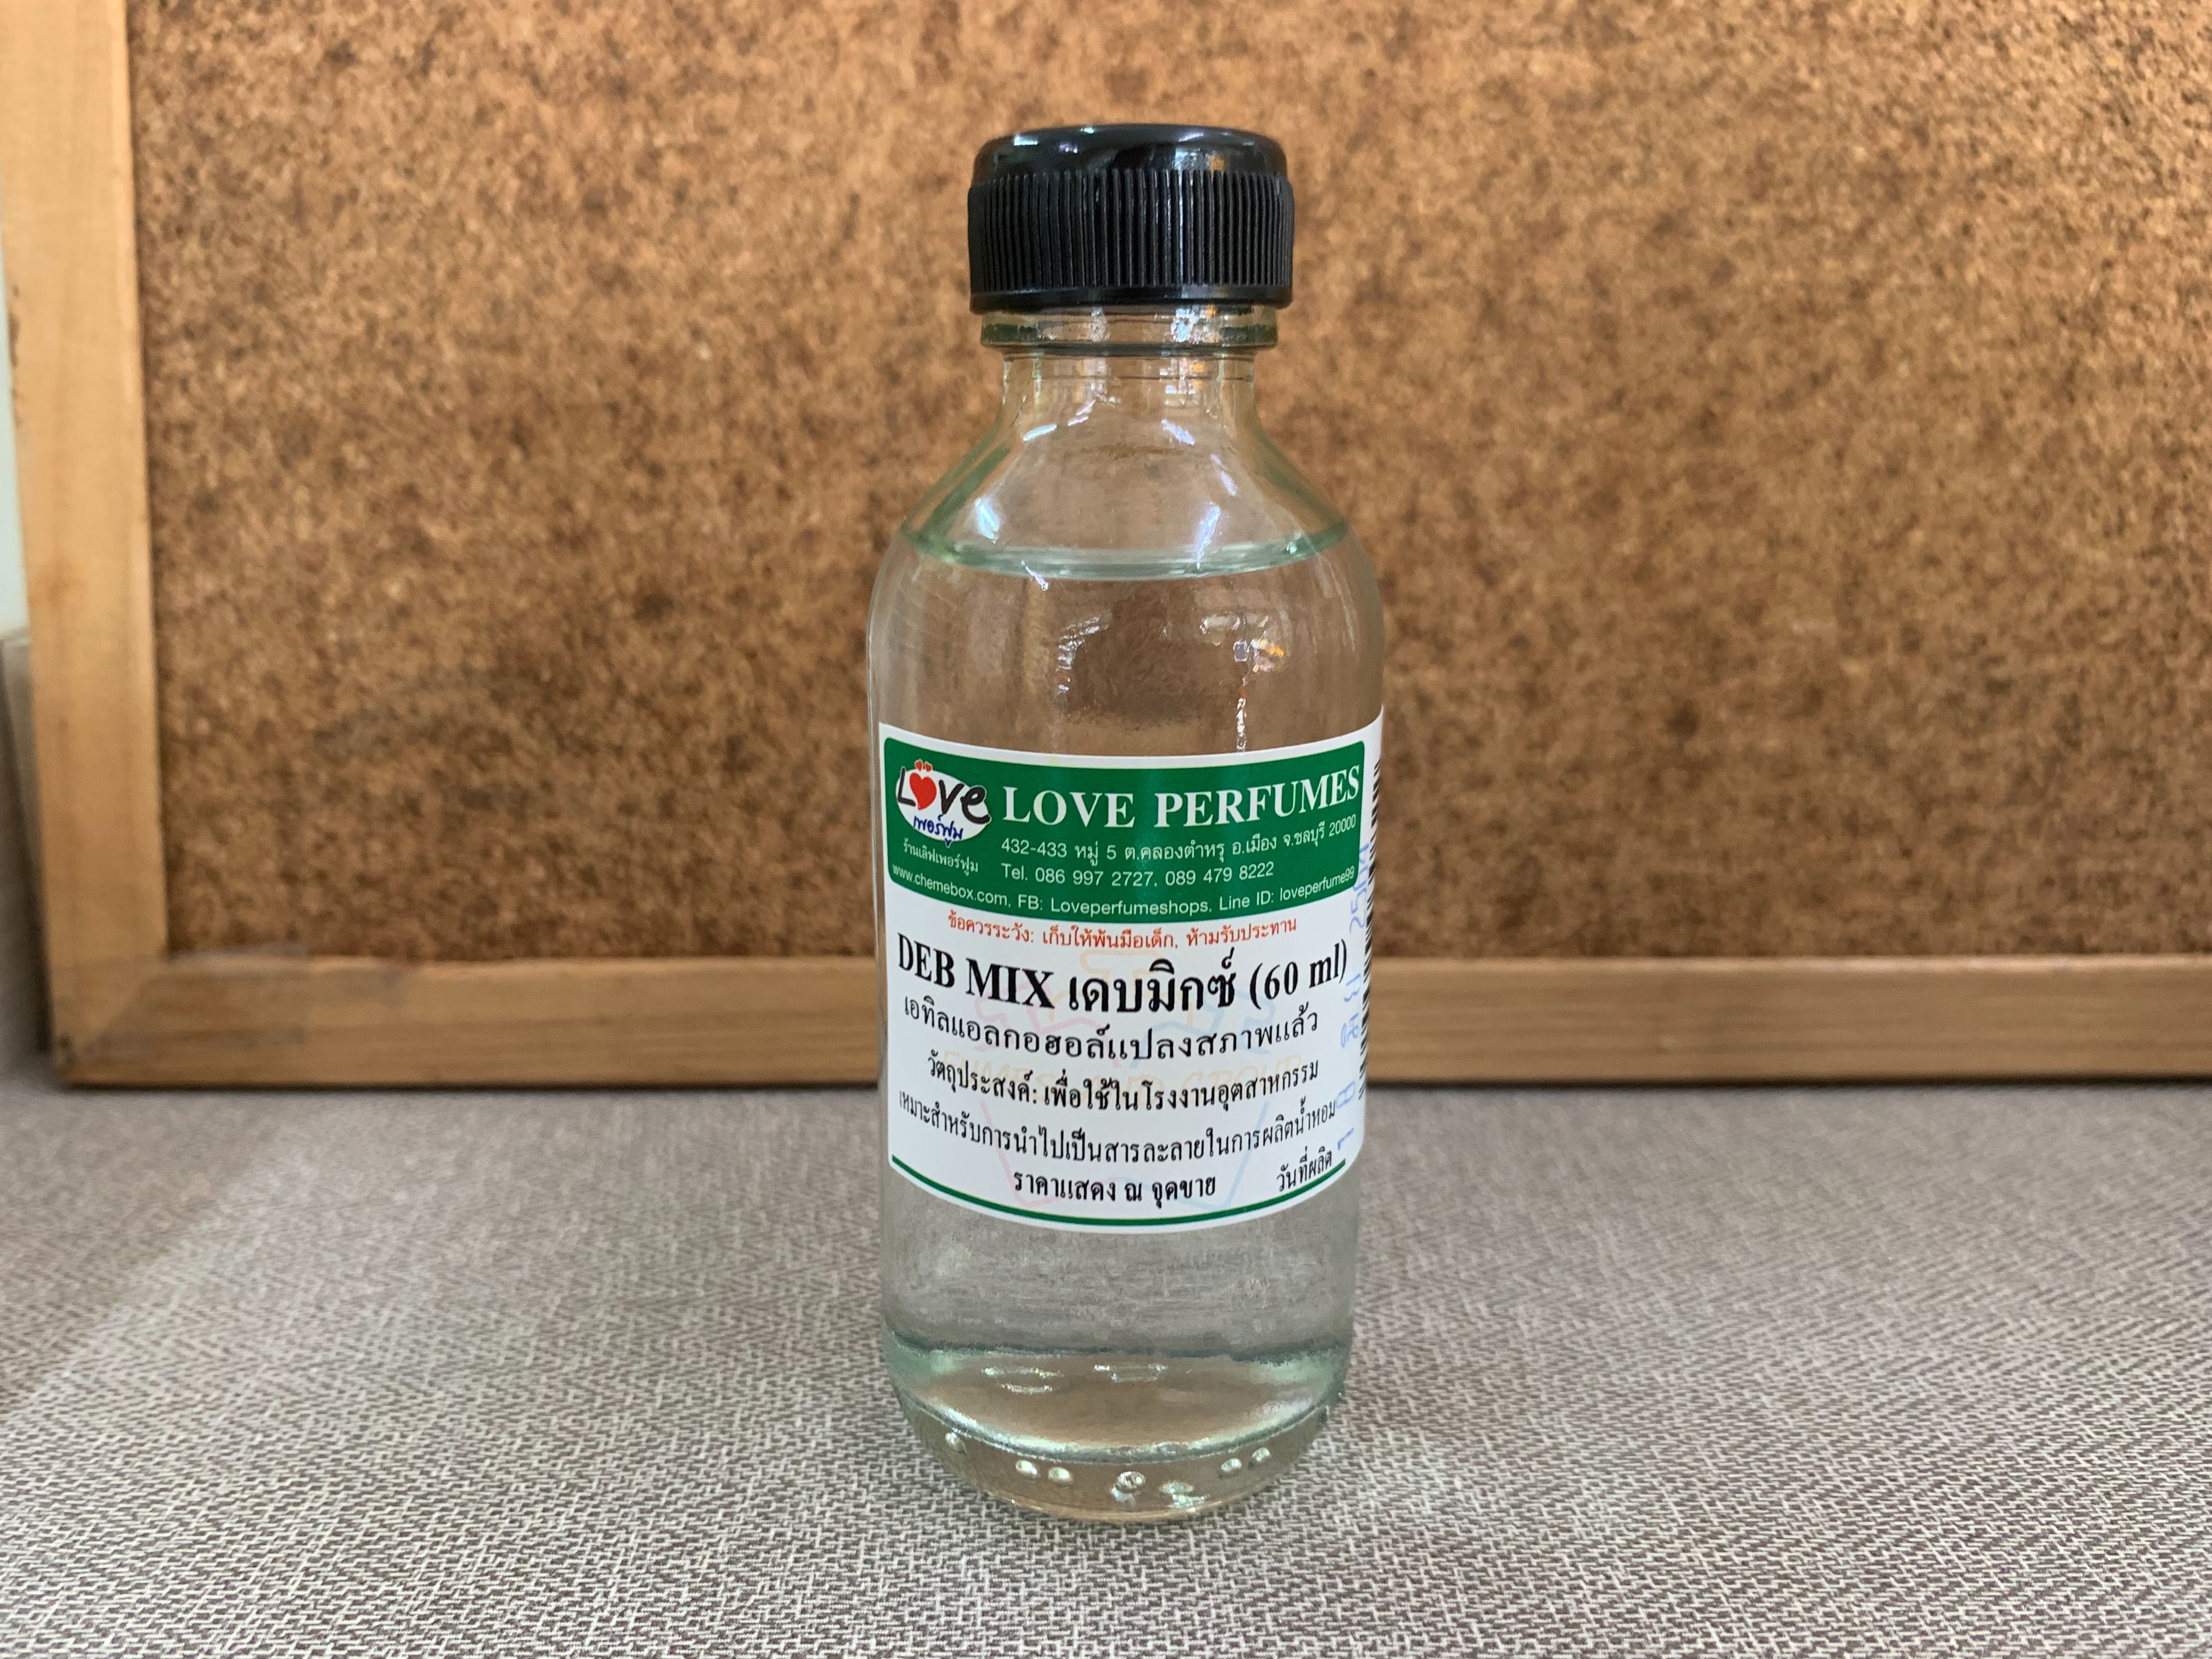 Love
เพอร์ฟูม
ร้านเลิฟเพอร์ฟูม
LOVE PERFUMES
432-433 หมู่ 5 ต.คลองตำหรุ อ.เมือง จ.ชลบุรี 20000
Tel. 086 997 2727, 089 479 8222
www.chemebox.com, FB: Loveperfumeshops, Line ID: loveperfume99
ข้อควรระวัง: เก็บให้พ้นมือเด็ก, ห้ามรับประทาน
DEB MIX เดบมิกซ์ (60 ml)
เอทิลแอลกอฮอล์แปลงสภาพแล้ว
วัตถุประสงค์: เพื่อใช้ในโรงงานอุตสาหกรรม
เหมาะสำหรับการนำไปเป็นสารละลายในการผลิตน้ำหอม
ราคาแสดง ณ จุดขาย วันที่ผลิต